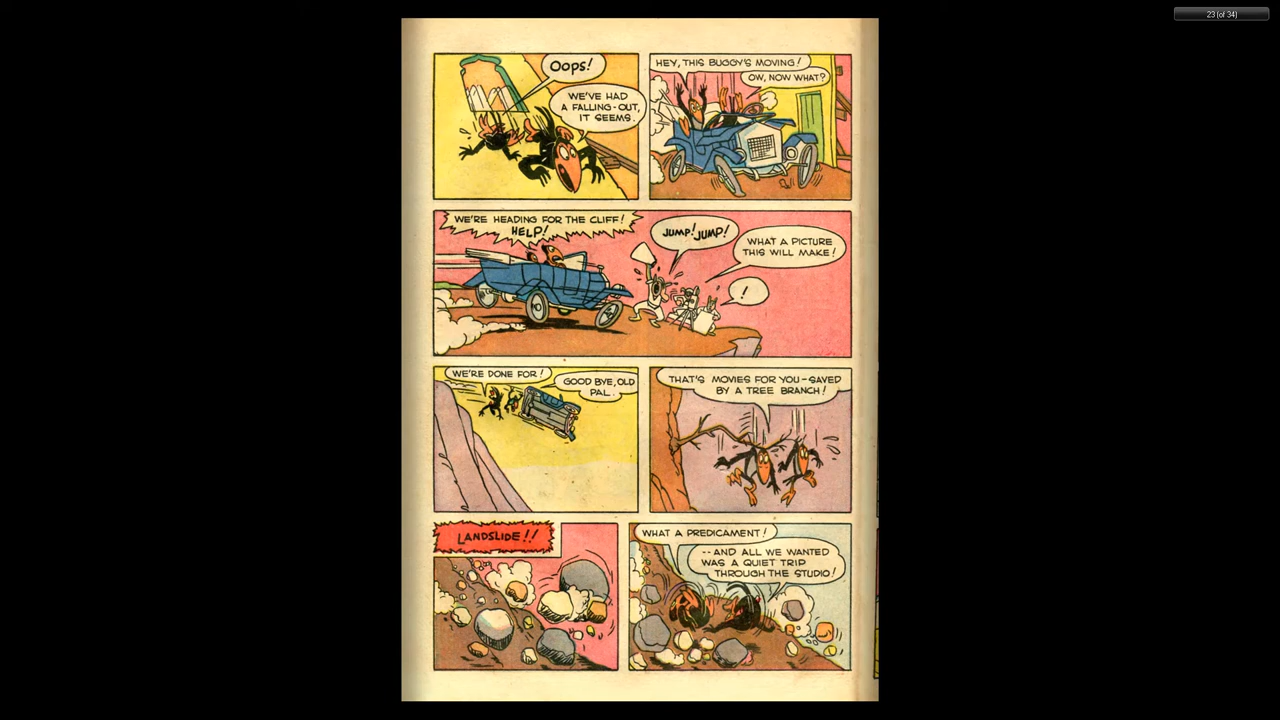 23 (of 34)
Oops!
WE'VE HAD
A FALLING-OUT,
IT SEEMS.
HEY, THIS BUGGY'S MOVING!
OW, NOW WHAT?
WE'RE HEADING FOR THE CLIFF!
HELP!
JUMP! JUMP!
WHAT A PICTURE
THIS WILL MAKE!
!
WE'RE DONE FOR!
GOOD BYE, OLD
PAL.
THAT'S MOVIES FOR YOU--SAVED
BY A TREE BRANCH!
LANDSLIDE!!
WHAT A PREDICAMENT!
--AND ALL WE WANTED
WAS A QUIET TRIP
THROUGH THE STUDIO!